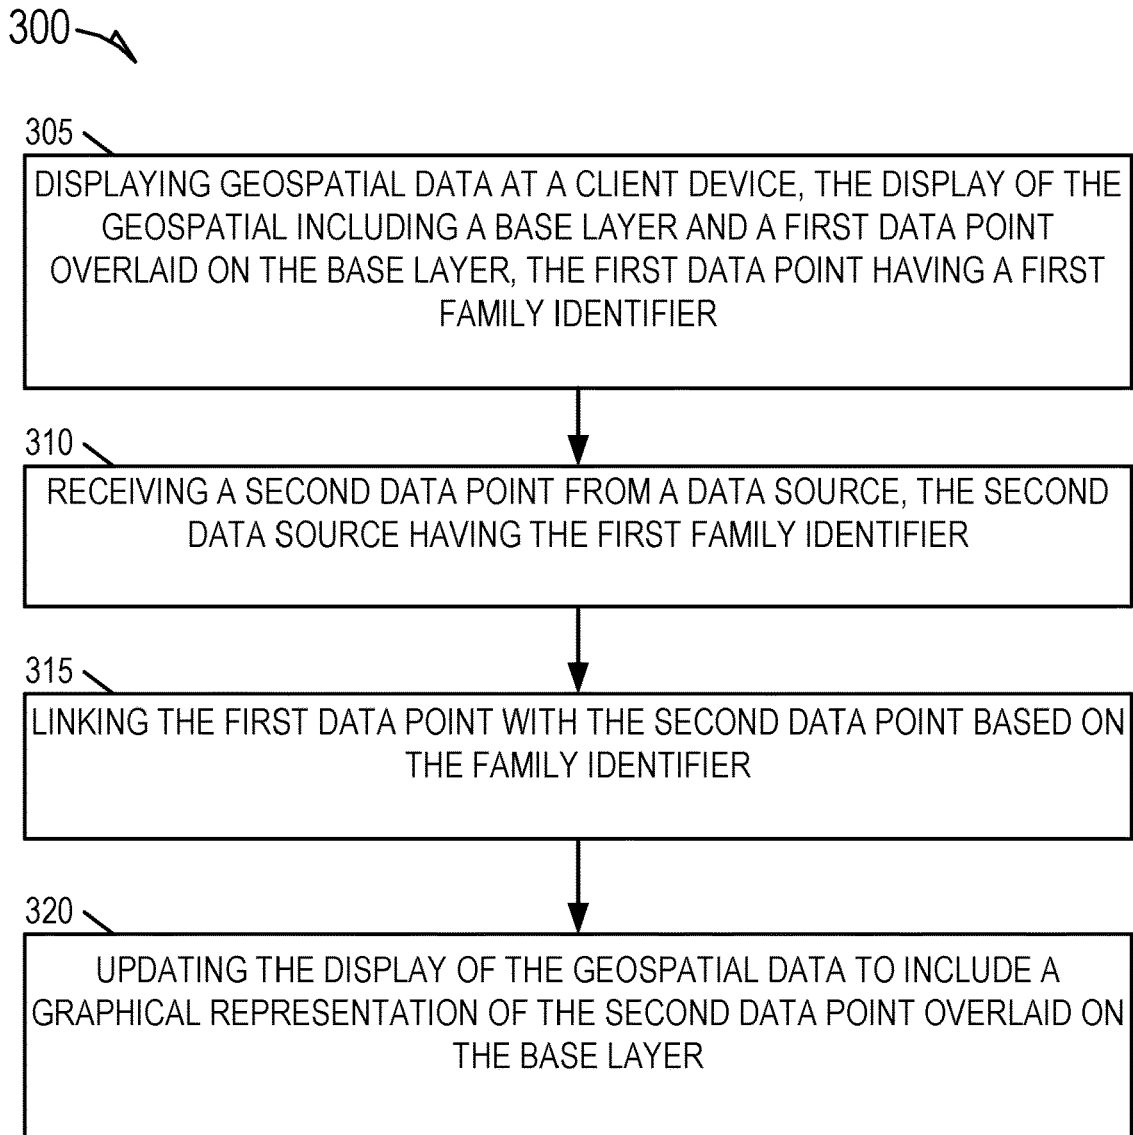 300
305
DISPLAYING GEOSPATIAL DATA AT A CLIENT DEVICE, THE DISPLAY OF THE
GEOSPATIAL INCLUDING A BASE LAYER AND A FIRST DATA POINT
OVERLAID ON THE BASE LAYER, THE FIRST DATA POINT HAVING A FIRST
FAMILY IDENTIFIER
310
RECEIVING A SECOND DATA POINT FROM A DATA SOURCE, THE SECOND
DATA SOURCE HAVING THE FIRST FAMILY IDENTIFIER
315
LINKING THE FIRST DATA POINT WITH THE SECOND DATA POINT BASED ON
THE FAMILY IDENTIFIER
320
UPDATING THE DISPLAY OF THE GEOSPATIAL DATA TO INCLUDE A
GRAPHICAL REPRESENTATION OF THE SECOND DATA POINT OVERLAID ON
THE BASE LAYER